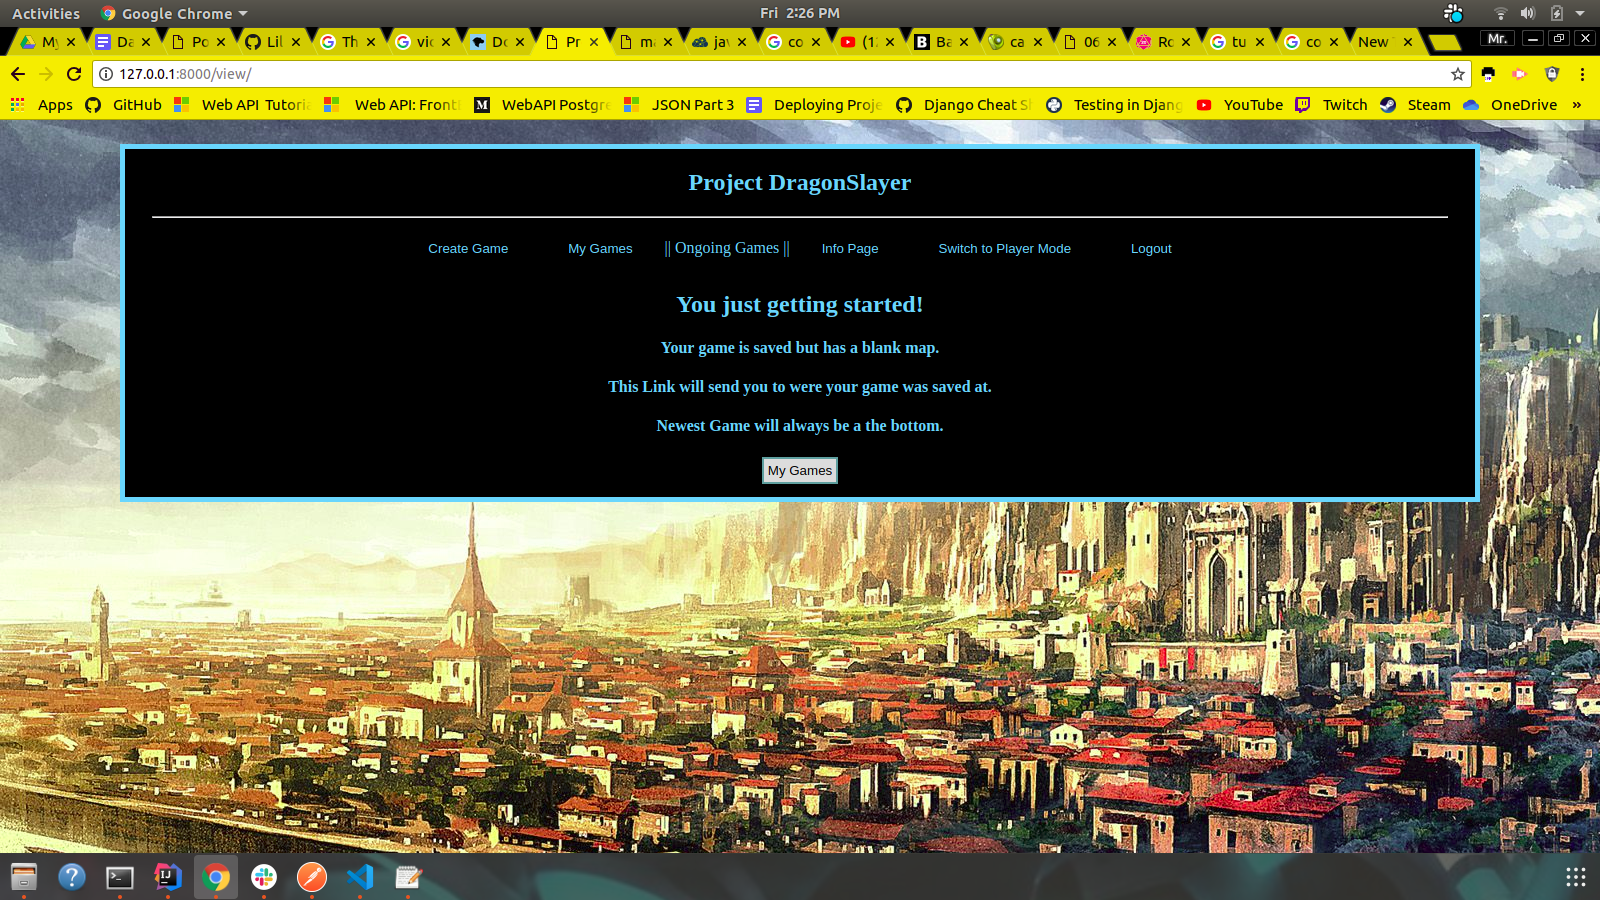 Activities Google Chrome Fri 2:26 PM
My Da Po Lil Th vic Do Pr ma jav co (1 Ba ca 06 Ro tu co New Mr.
127.0.0.1:8000/view/
Apps GitHub Web API Tutoria Web API: Frontf WebAPI Postgre JSON Part 3 Deploying Proje Django Cheat Sh Testing in Djang YouTube Twitch Steam OneDrive »
Project DragonSlayer
Create Game My Games || Ongoing Games || Info Page Switch to Player Mode Logout
You just getting started!
Your game is saved but has a blank map.
This Link will send you to were your game was saved at.
Newest Game will always be a the bottom.
My Games